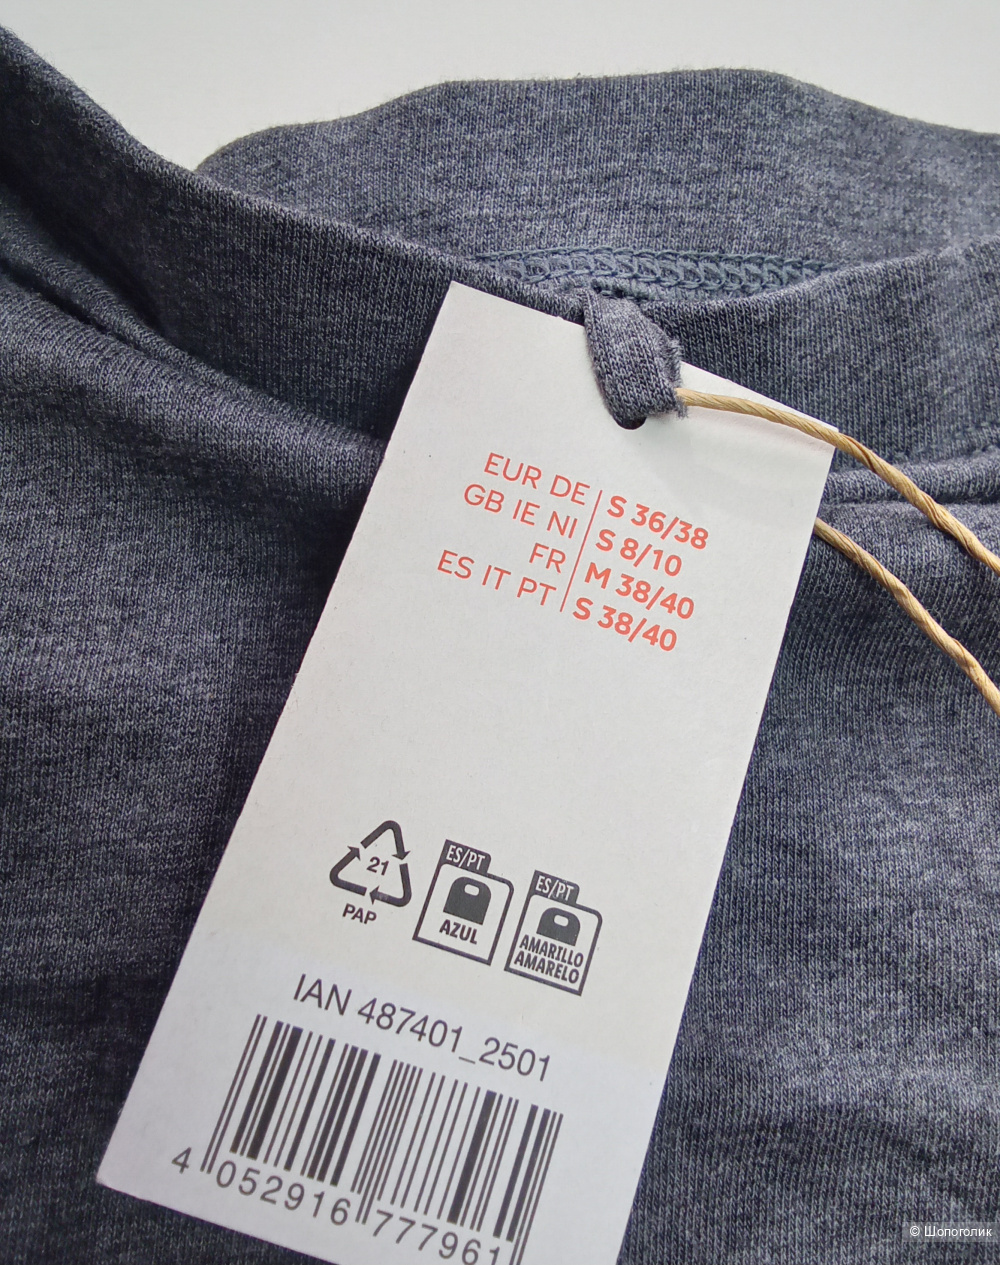 EUR DE | S 36/38
GB IE NI | S 8/10
FR | M 38/40
ES IT PT | S 38/40
21
PAP
ES/PT
AZUL
ES/PT
AMARILLO
AMARELO
IAN 487401_2501
4 052916 777961
© Шопоголик